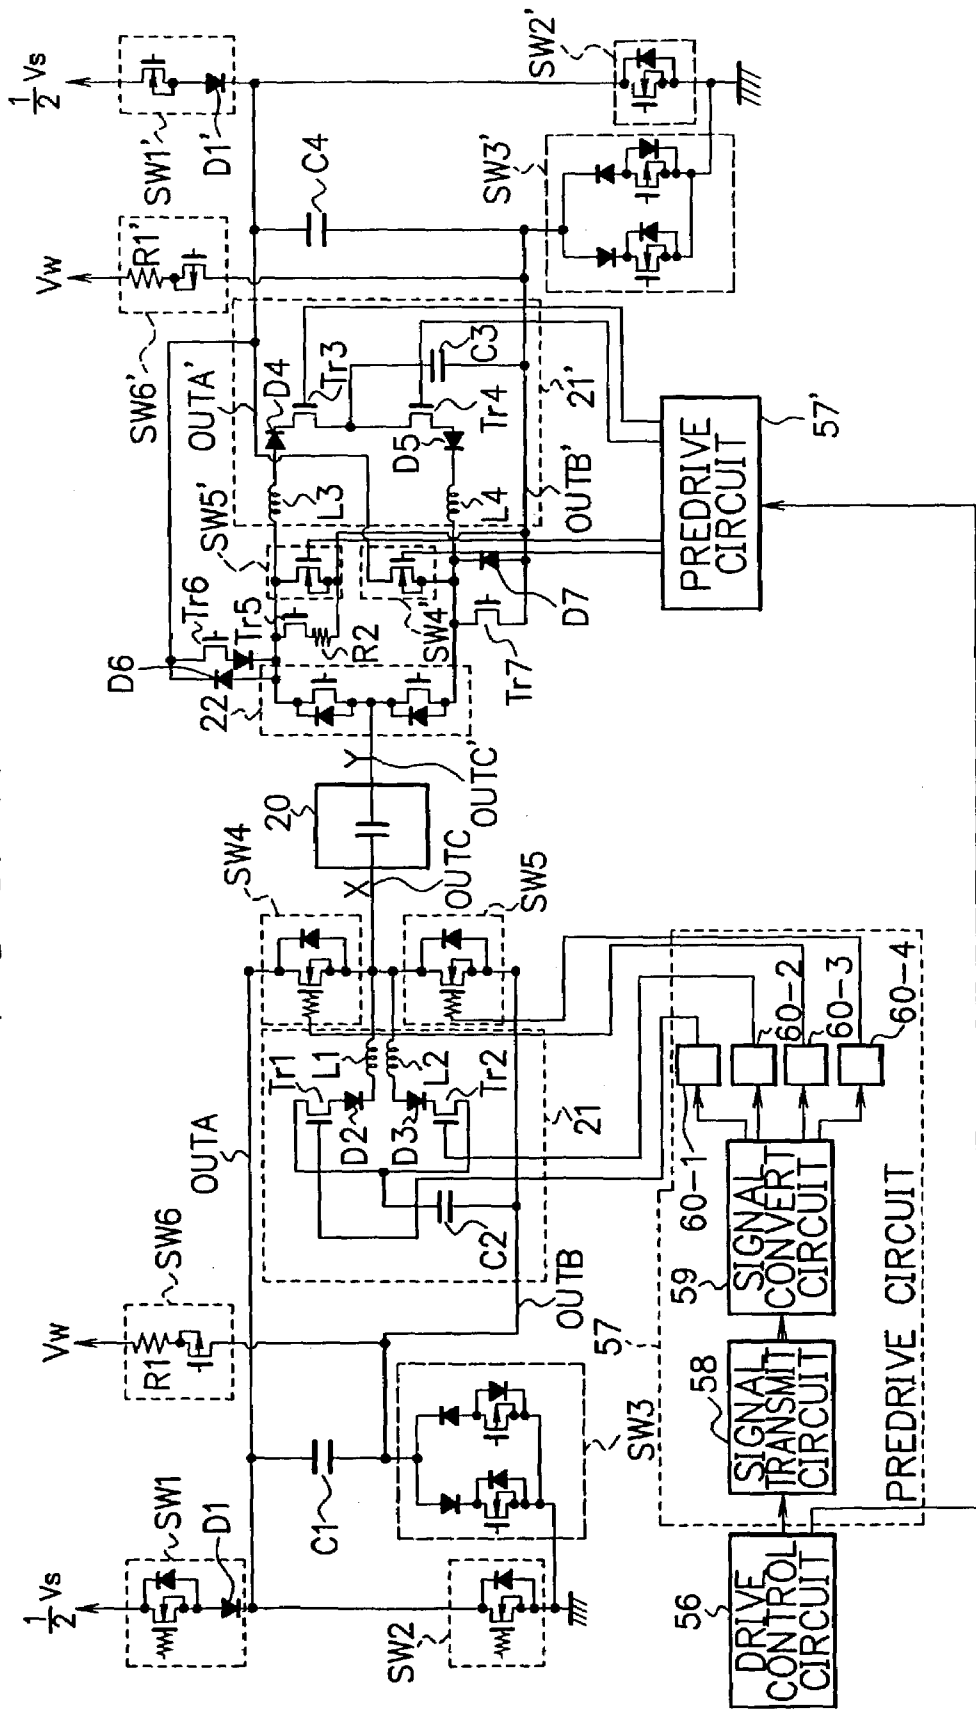 1/2 Vs
SW1
D1
Vw
R1
SW6
OUTA
C1
SW2
SW3
OUTB
C2
Tr1
L1
D2
D3
L2
Tr2
21
SW4
SW5
X
OUTC
20
Y
OUTC'
22
D6
Tr6
Tr5
R2
SW5'
SW4'
Tr7
D7
L3
L4
D4
D5
Tr3
Tr4
C3
21'
OUTA'
OUTB'
SW6'
Vw
R1'
1/2 Vs
SW1'
D1'
C4
SW3'
SW2'
PREDRIVE
CIRCUIT
57'
DRIVE
CONTROL
CIRCUIT
56
57
SIGNAL
TRANSMIT
CIRCUIT
58
SIGNAL
CONVERT
CIRCUIT
59
60-1
60-2
60-3
60-4
PREDRIVE CIRCUIT